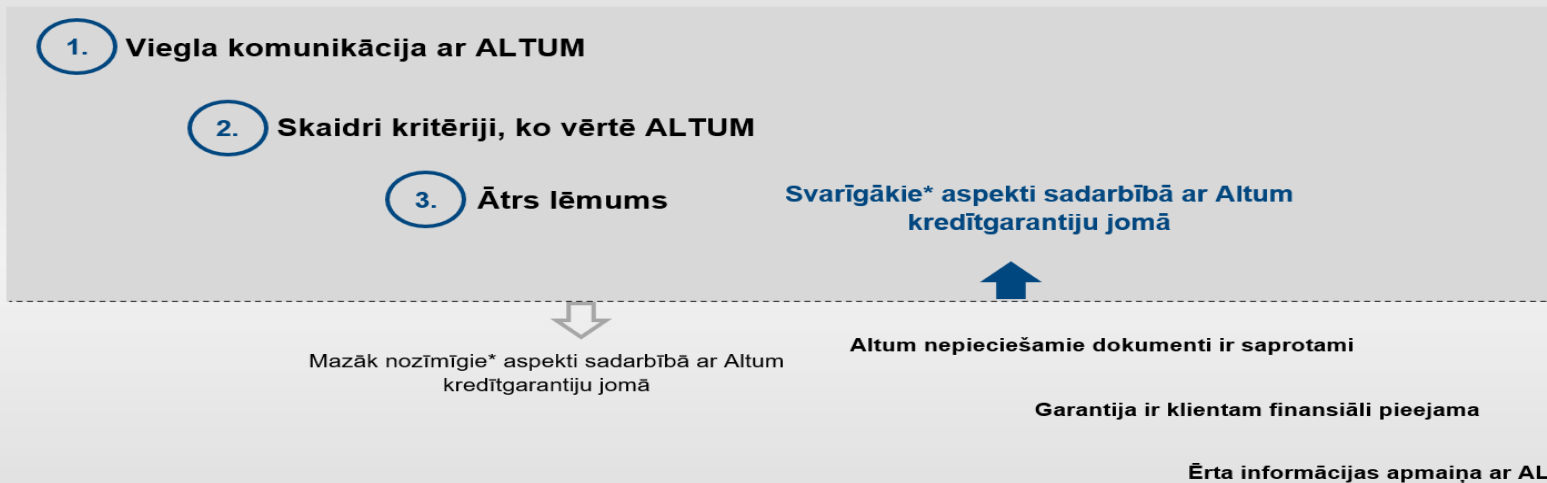 1. Viegla komunikācija ar ALTUM
2. Skaidri kritēriji, ko vērtē ALTUM
3. Ātrs lēmums
Svarīgākie* aspekti sadarbībā ar Altum
kredītgarantiju jomā
Mazāk nozīmīgie* aspekti sadarbībā ar Altum
kredītgarantiju jomā
Altum nepieciešamie dokumenti ir saprotami
Garantija ir klientam finansiāli pieejama
Ērta informācijas apmaiņa ar AL